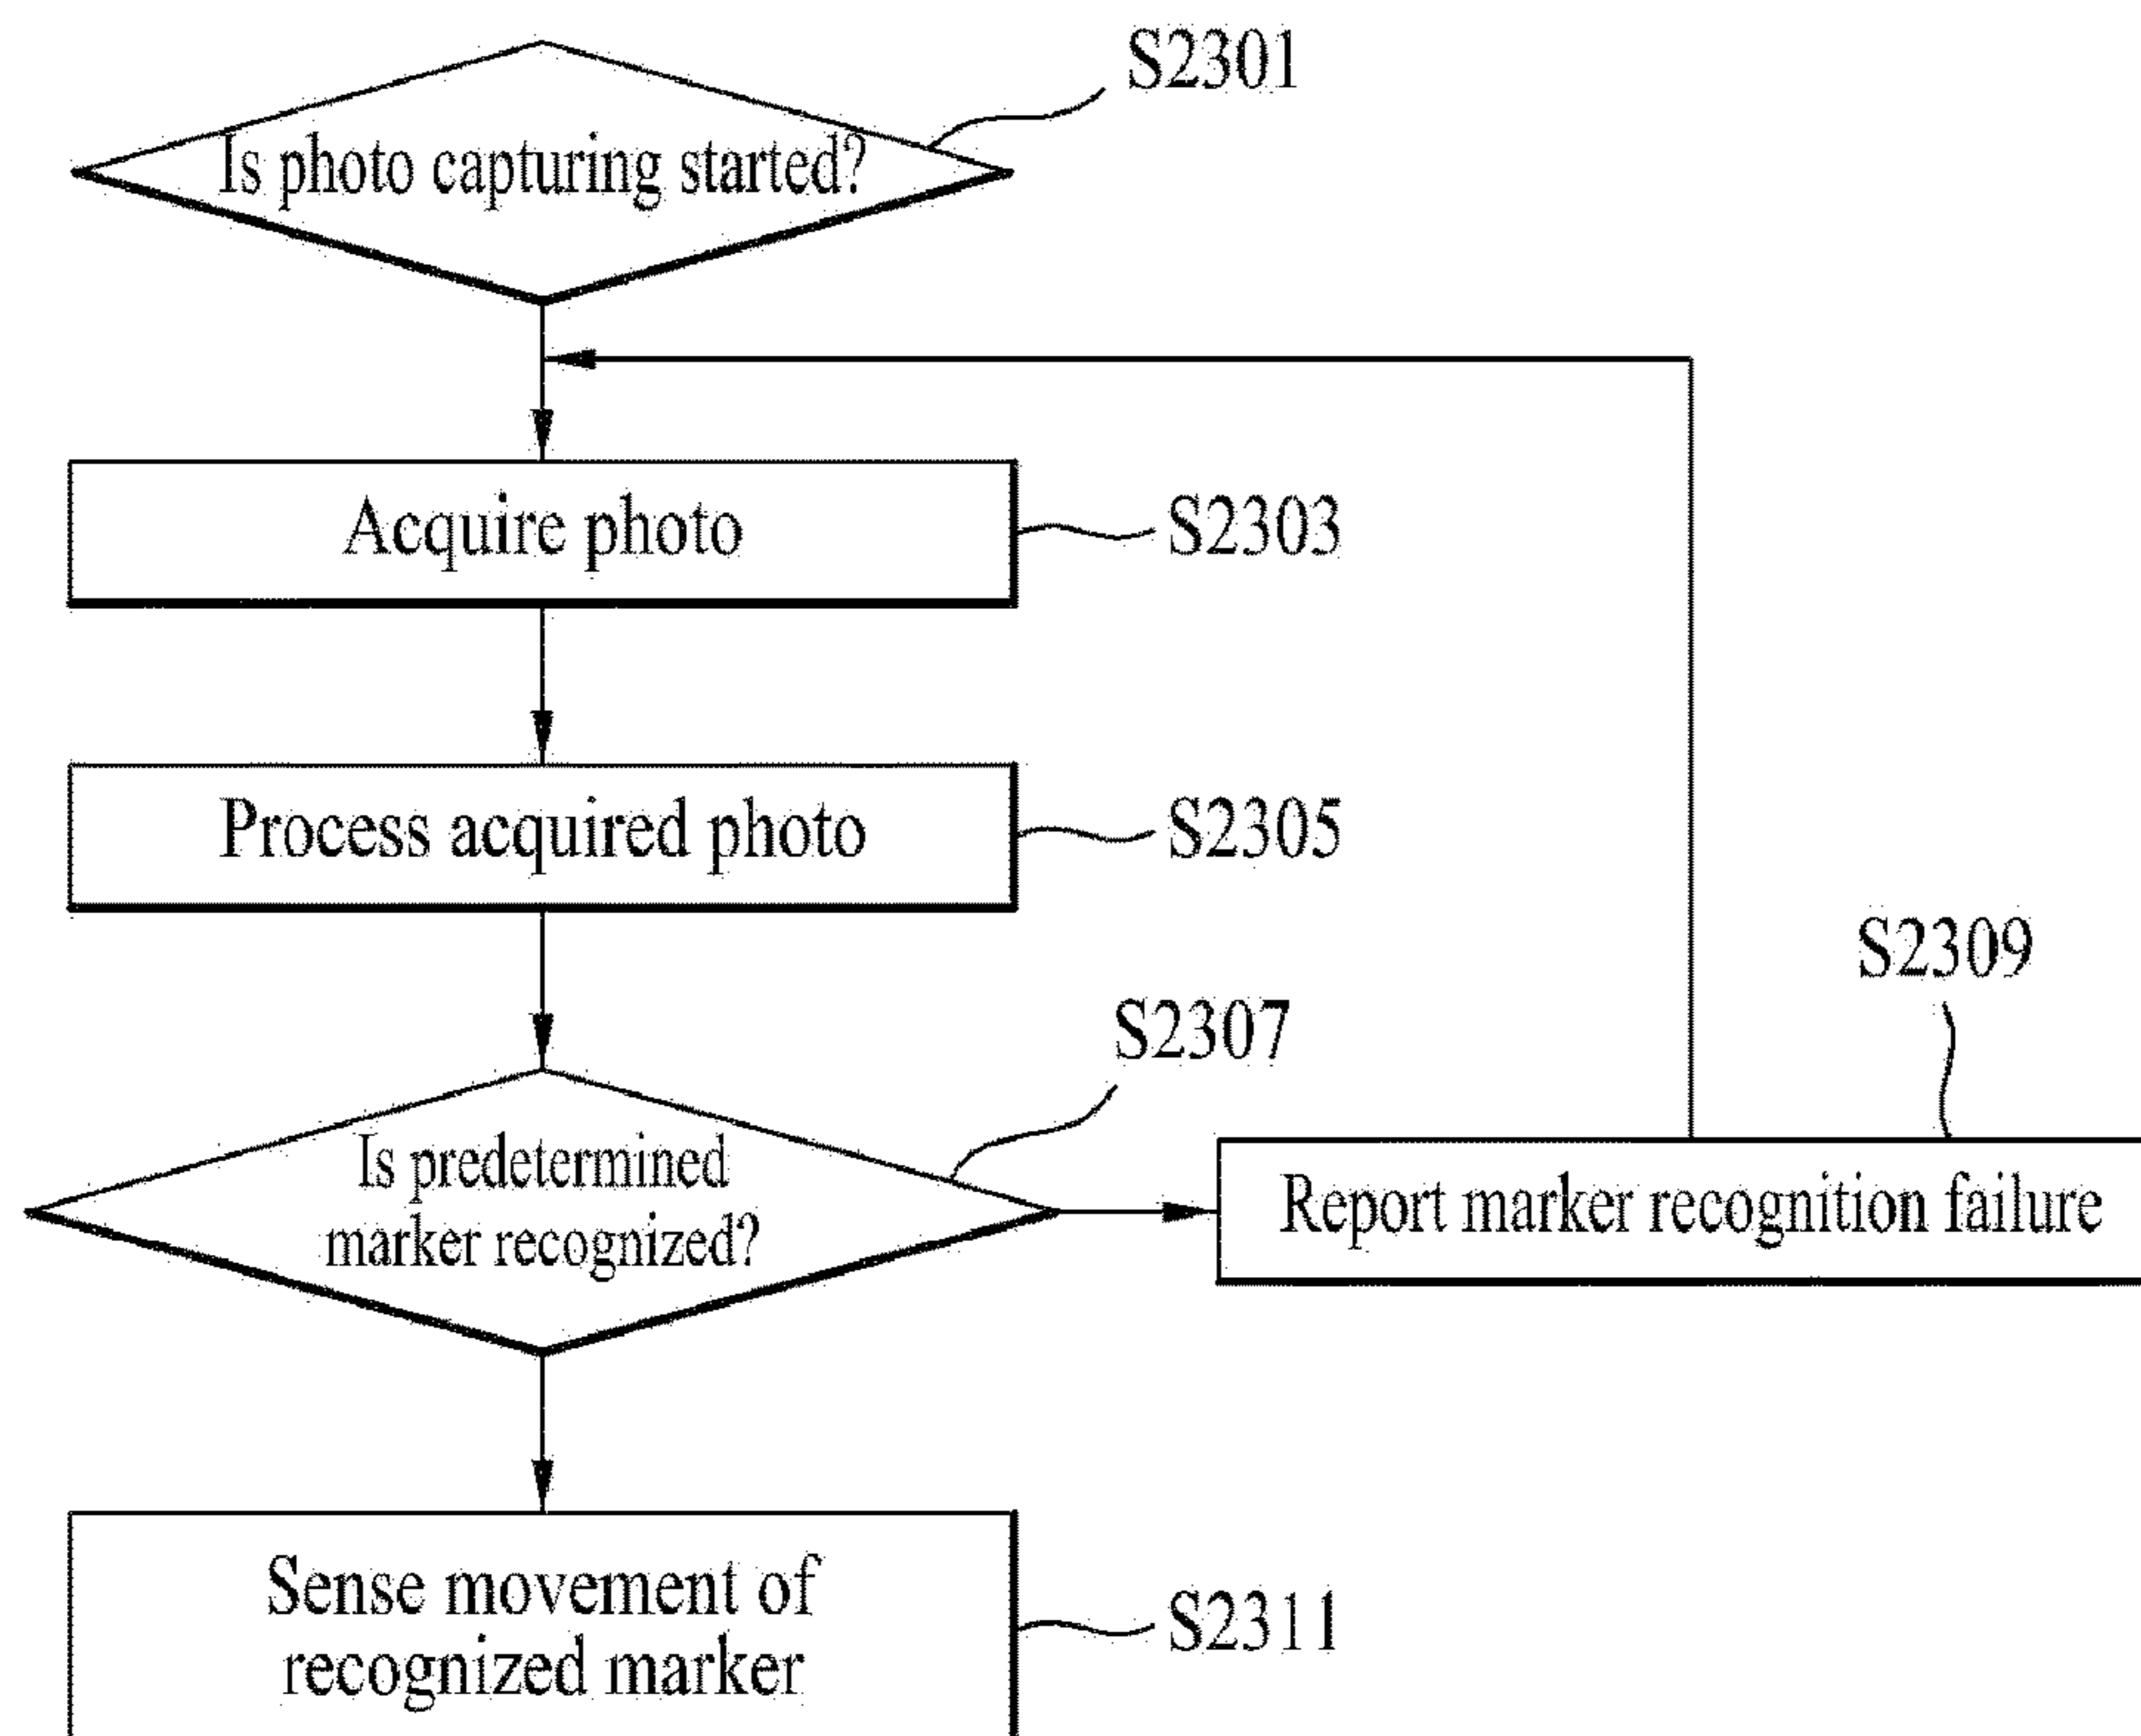 S2301
Is photo capturing started?
Acquire photo
S2303
Process acquired photo
S2305
S2309
S2307
Is predetermined
marker recognized?
Report marker recognition failure
Sense movement of
recognized marker
S2311